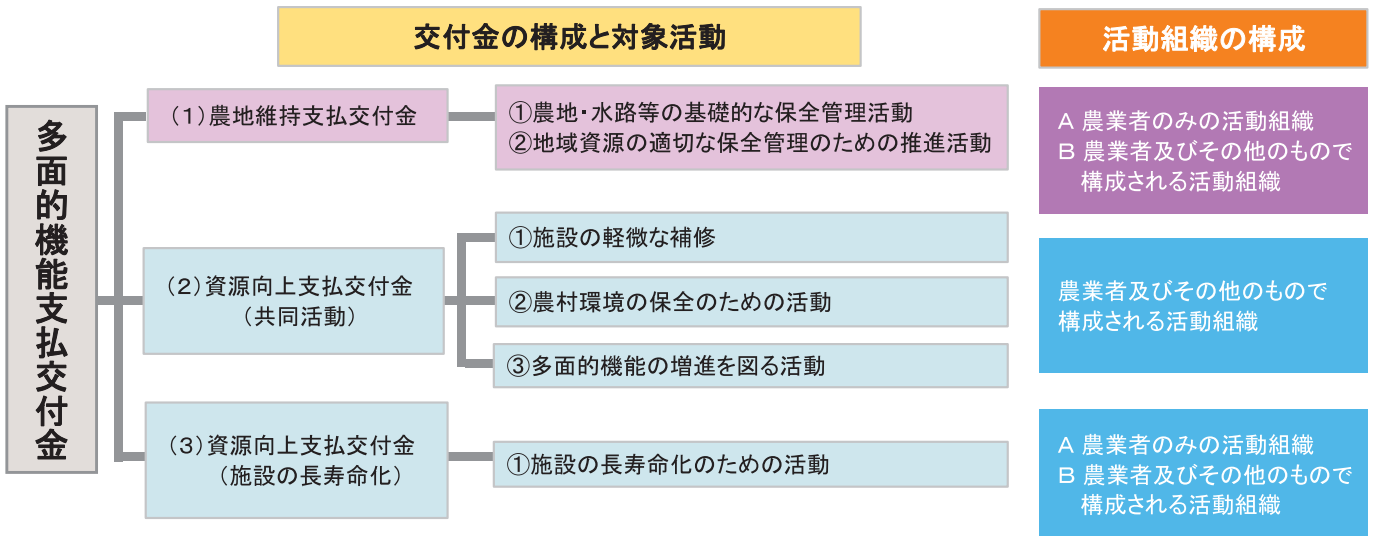 交付金の構成と対象活動
活動組織の構成
多面的機能支払交付金
（１）農地維持支払交付金
①農地・水路等の基礎的な保全管理活動
②地域資源の適切な保全管理のための推進活動
Ａ 農業者のみの活動組織
Ｂ 農業者及びその他のもので
構成される活動組織
（２）資源向上支払交付金
（共同活動）
①施設の軽微な補修
②農村環境の保全のための活動
③多面的機能の増進を図る活動
農業者及びその他のもので
構成される活動組織
（３）資源向上支払交付金
（施設の長寿命化）
①施設の長寿命化のための活動
Ａ 農業者のみの活動組織
Ｂ 農業者及びその他のもので
構成される活動組織